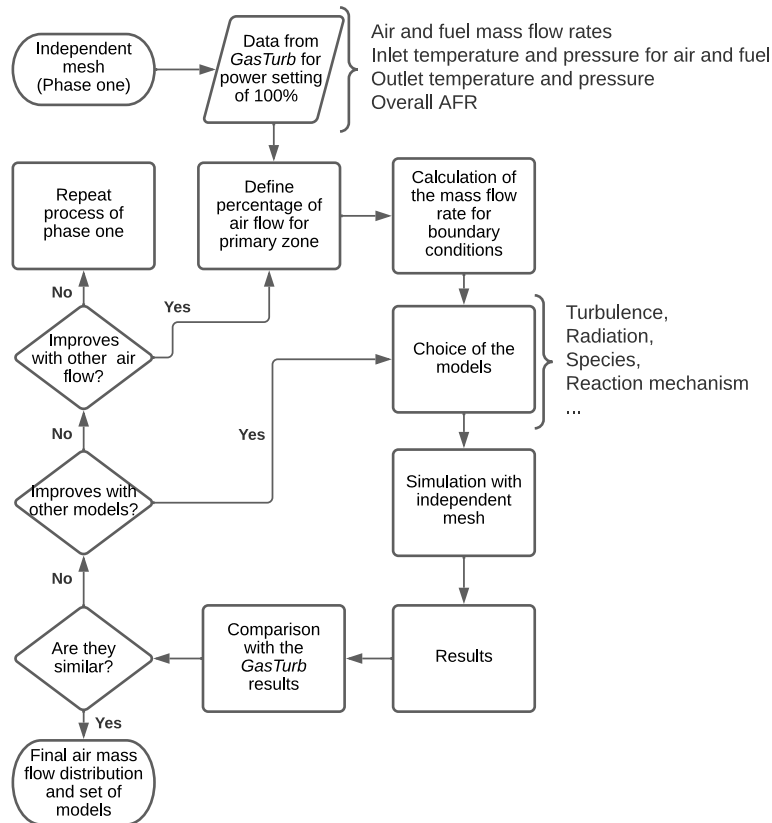 Independent
mesh
(Phase one)
Data from
GasTurb for
power setting
of 100%
Air and fuel mass flow rates
Inlet temperature and pressure for air and fuel
Outlet temperature and pressure
Overall AFR
Repeat
process of
phase one
Define
percentage of
air flow for
primary zone
Calculation of
the mass flow
rate for
boundary
conditions
No
Yes
Improves
with other air
flow?
Choice of the
models
Turbulence,
Radiation,
Species,
Reaction mechanism
...
No
Yes
Improves with
other models?
Simulation with
independent
mesh
No
Are they
similar?
Comparison
with the
GasTurb
results
Results
Yes
Final air mass
flow distribution
and set of
models